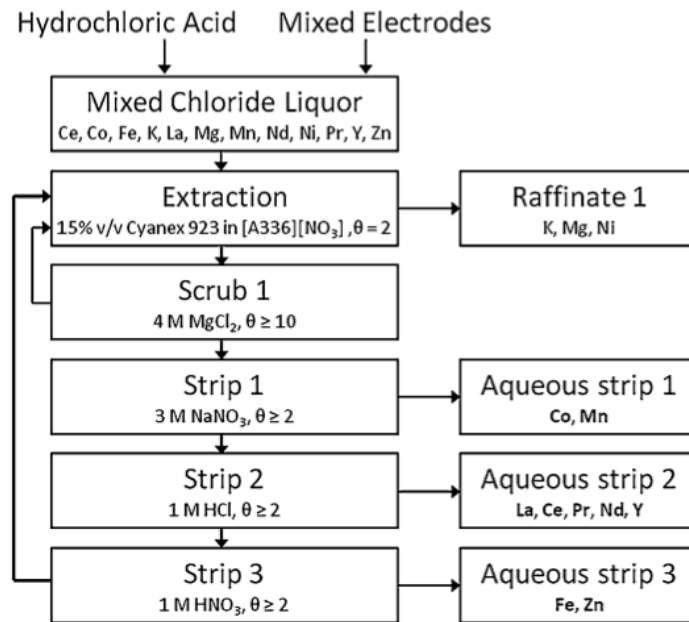 Hydrochloric Acid Mixed Electrodes
Mixed Chloride Liquor
Ce, Co, Fe, K, La, Mg, Mn, Nd, Ni, Pr, Y, Zn
Extraction
15% v/v Cyanex 923 in [A336][NO₃] ,θ = 2
Raffinate 1
K, Mg, Ni
Scrub 1
4 M MgCl₂, θ ≥ 10
Strip 1
3 M NaNO₃, θ ≥ 2
Aqueous strip 1
Co, Mn
Strip 2
1 M HCl, θ ≥ 2
Aqueous strip 2
La, Ce, Pr, Nd, Y
Strip 3
1 M HNO₃, θ ≥ 2
Aqueous strip 3
Fe, Zn